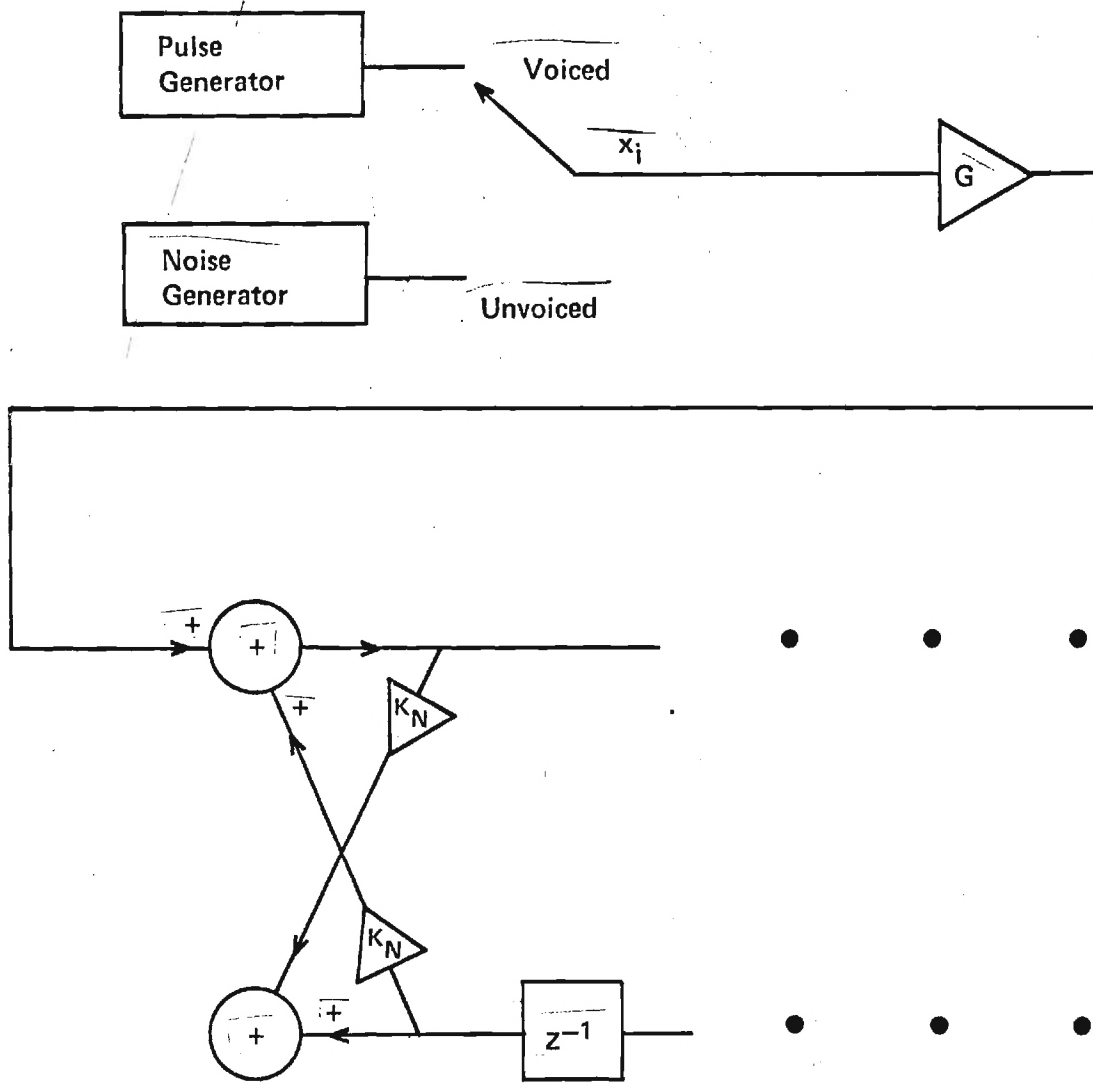 Pulse
Generator
Voiced
x_i
G
Noise
Generator
Unvoiced
+
+
+
K_N
K_N
+
+
z^{-1}